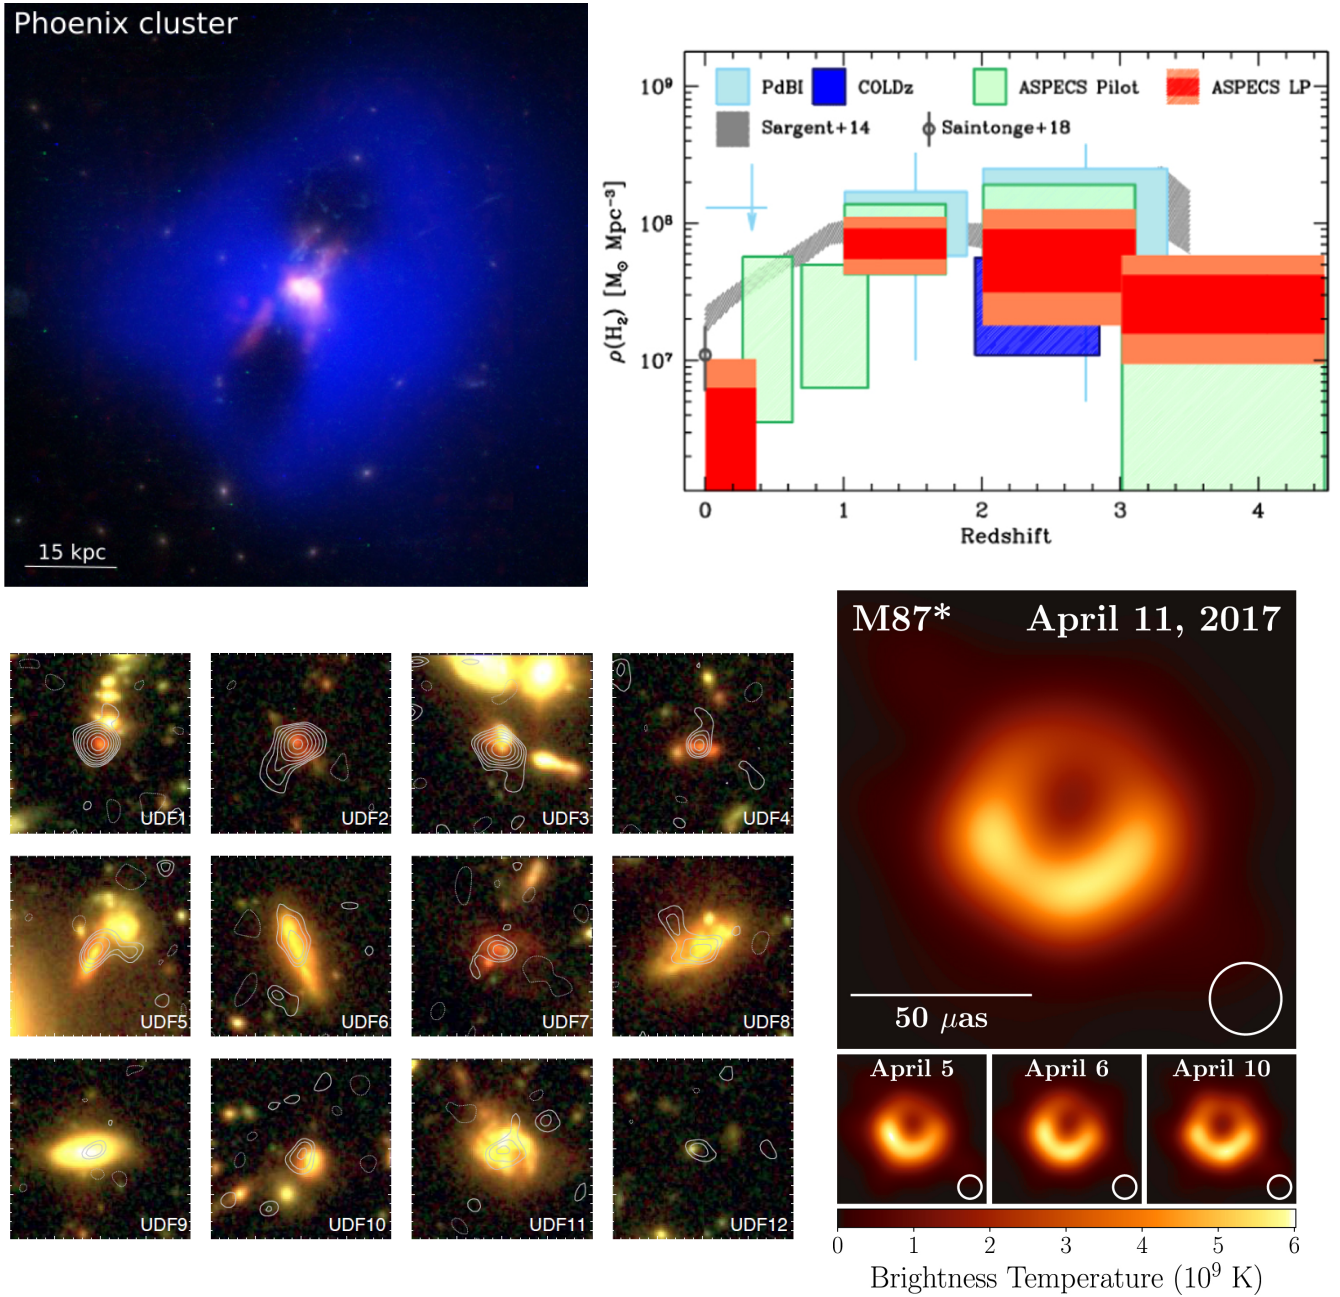 Phoenix cluster
15 kpc
PdBI COLDz ASPECS Pilot ASPECS LP
Sargent+14 Saintonge+18
10⁹
10⁸
10⁷
ρ(H₂) [M⊙ Mpc⁻³]
0 1 2 3 4
Redshift
UDF1 UDF2 UDF3 UDF4
UDF5 UDF6 UDF7 UDF8
UDF9 UDF10 UDF11 UDF12
M87* April 11, 2017
50 μas
April 5 April 6 April 10
0 1 2 3 4 5 6
Brightness Temperature (10⁹ K)